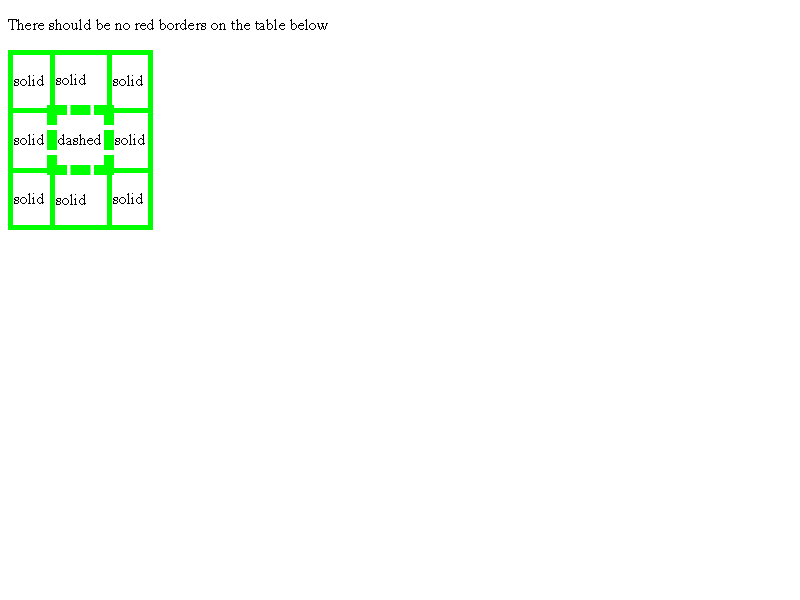 There should be no red borders on the table below
solid solid solid
solid dashed solid
solid solid solid